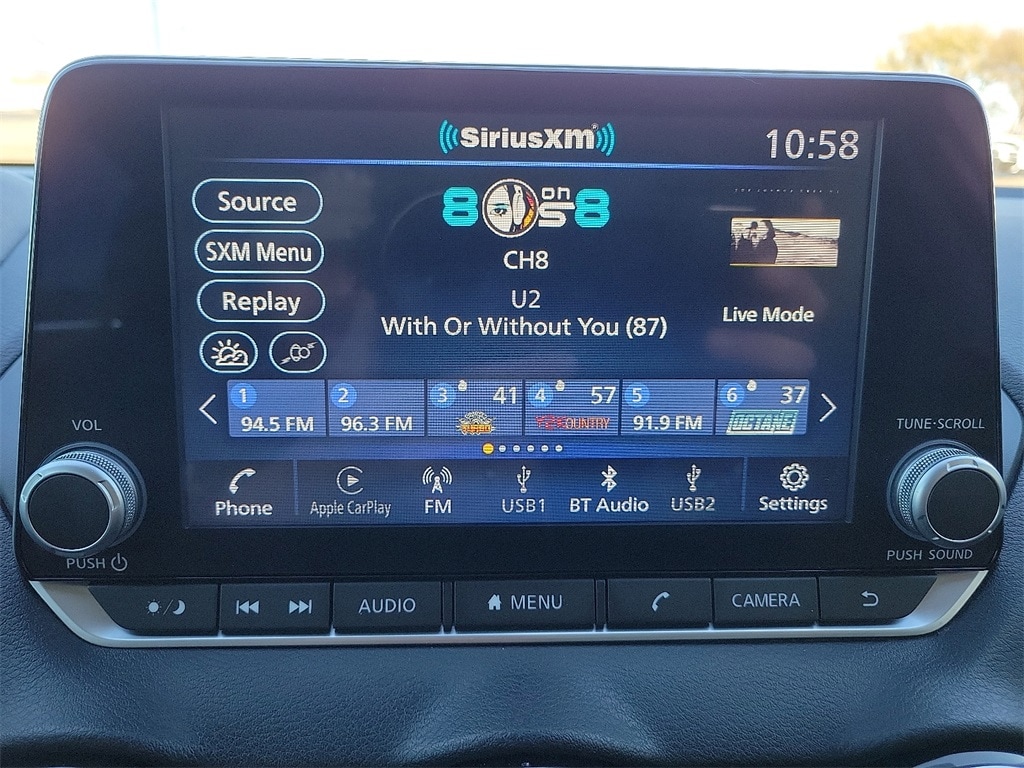 SiriusXM
10:58
Source
SXM Menu
Replay
80s on 8
CH8
U2
With Or Without You (87)
Live Mode
1 94.5 FM
2 96.3 FM
3 41
4 57 COUNTRY
5 91.9 FM
6 37 OCTANE
Phone
Apple CarPlay
FM
USB1
BT Audio
USB2
Settings
VOL
PUSH
TUNE·SCROLL
PUSH SOUND
AUDIO
MENU
CAMERA